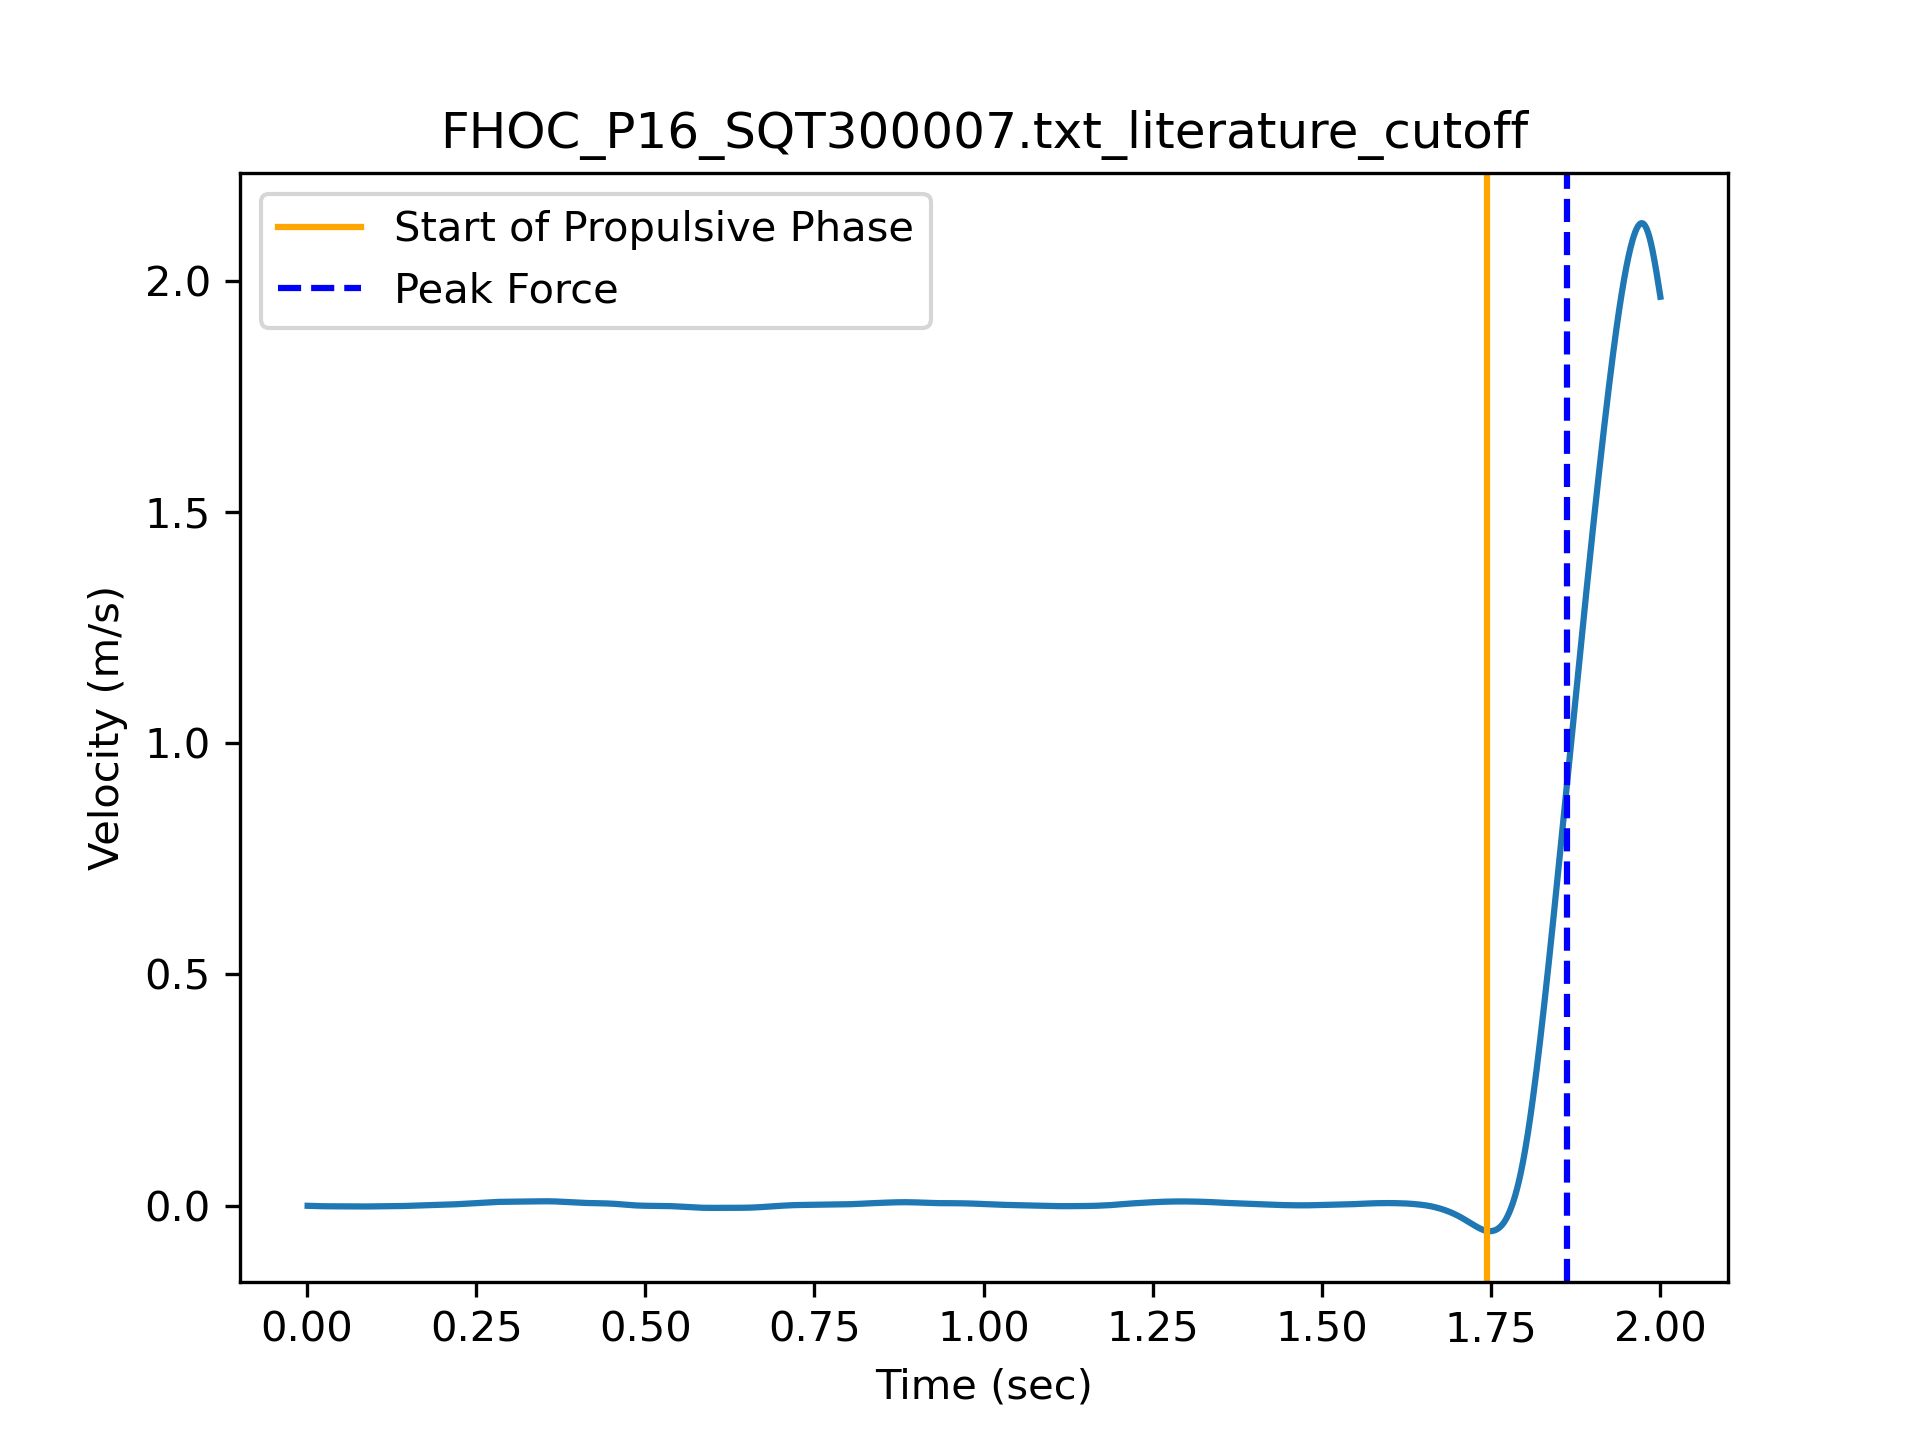 FHOC_P16_SQT300007.txt_literature_cutoff
Start of Propulsive Phase
Peak Force
2.0
1.5
1.0
0.5
0.0
Velocity (m/s)
0.00 0.25 0.50 0.75 1.00 1.25 1.50 1.75 2.00
Time (sec)